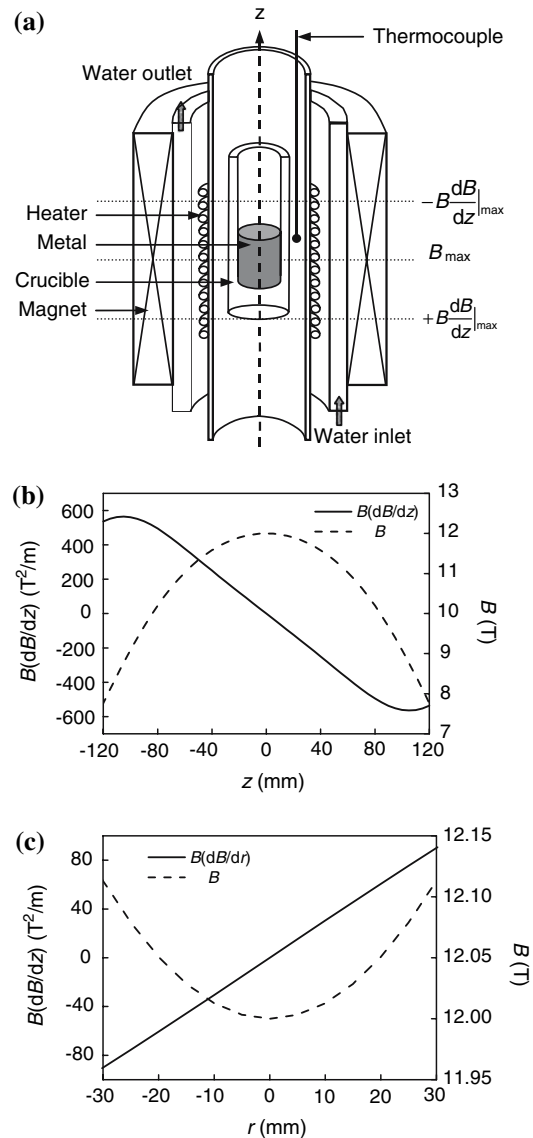 (a)
z
Thermocouple
Water outlet
Heater
Metal
Crucible
Magnet
−B dB/dz|max
Bmax
+B dB/dz|max
Water inlet
(b)
B(dB/dz)
B
B(dB/dz) (T²/m)
600
400
200
0
-200
-400
-600
13
12
11
10
9
8
7
B (T)
-120
-80
-40
0
40
80
120
z (mm)
(c)
B(dB/dr)
B
B(dB/dz) (T²/m)
80
40
0
-40
-80
12.15
12.10
12.05
12.00
11.95
B (T)
-30
-20
-10
0
10
20
30
r (mm)